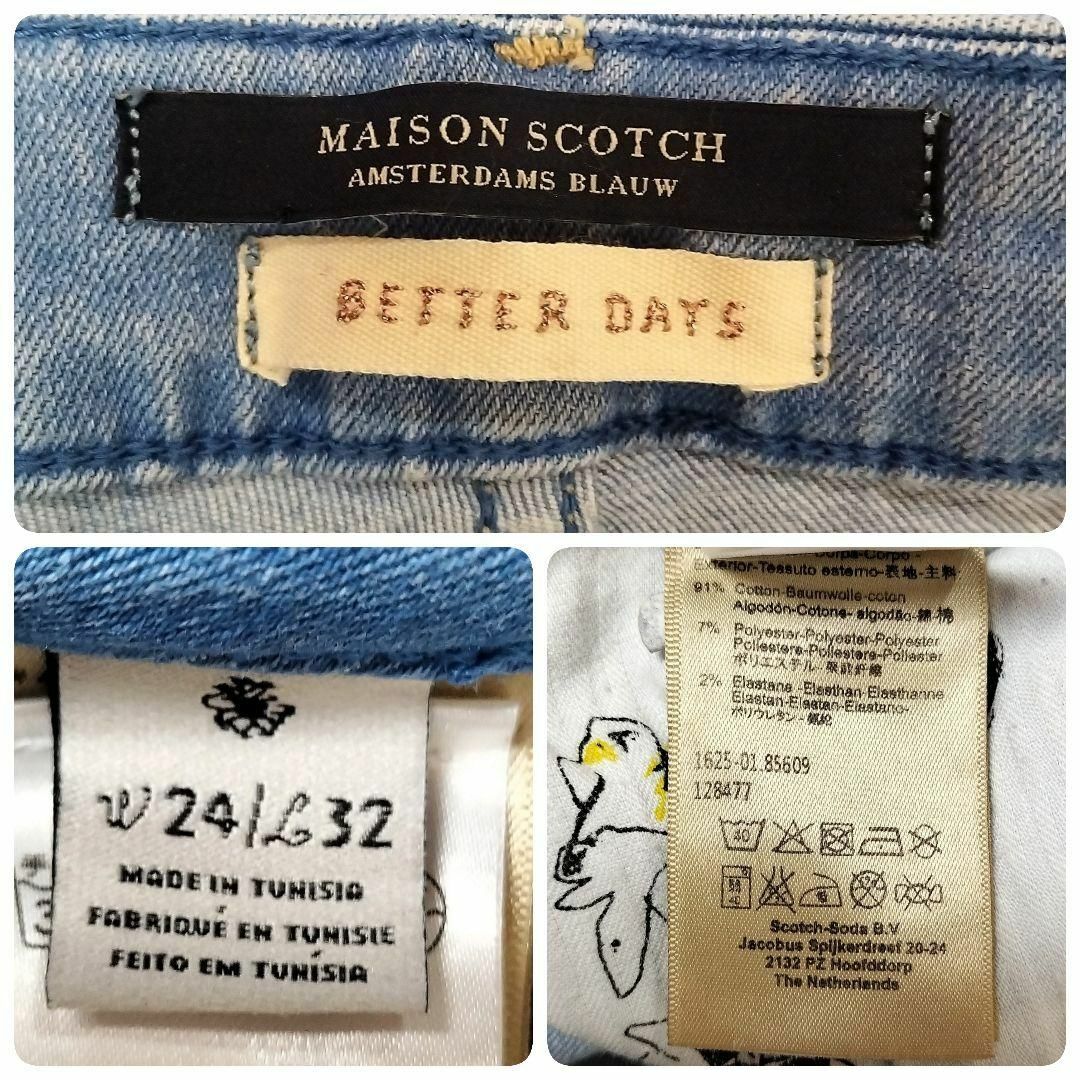 MAISON SCOTCH
AMSTERDAMS BLAUW
BETTER DAYS
W24/L32
MADE IN TUNISIA
FABRIQUÉ EN TUNISIE
FEITO EM TUNÍSIA
Corpo -
Exterior-Tessuto esterno-表地-主料
91% Cotton-Baumwolle-coton
Algodón-Cotone- algodão-綿-棉
7% Polyester-Polyester-Polyester
Poliestere-Poliestere-Poliester
ポリエステル-聚酯纤维
2% Elastane -Elasthan-Elasthanne
Elastan-Elastan-Elastano-
ポリウレタン-氨纶
1625-01.85609
128477
40
Scotch-Soda B.V
Jacobus Spijkerdreef 20-24
2132 PZ Hoofddorp
The Netherlands